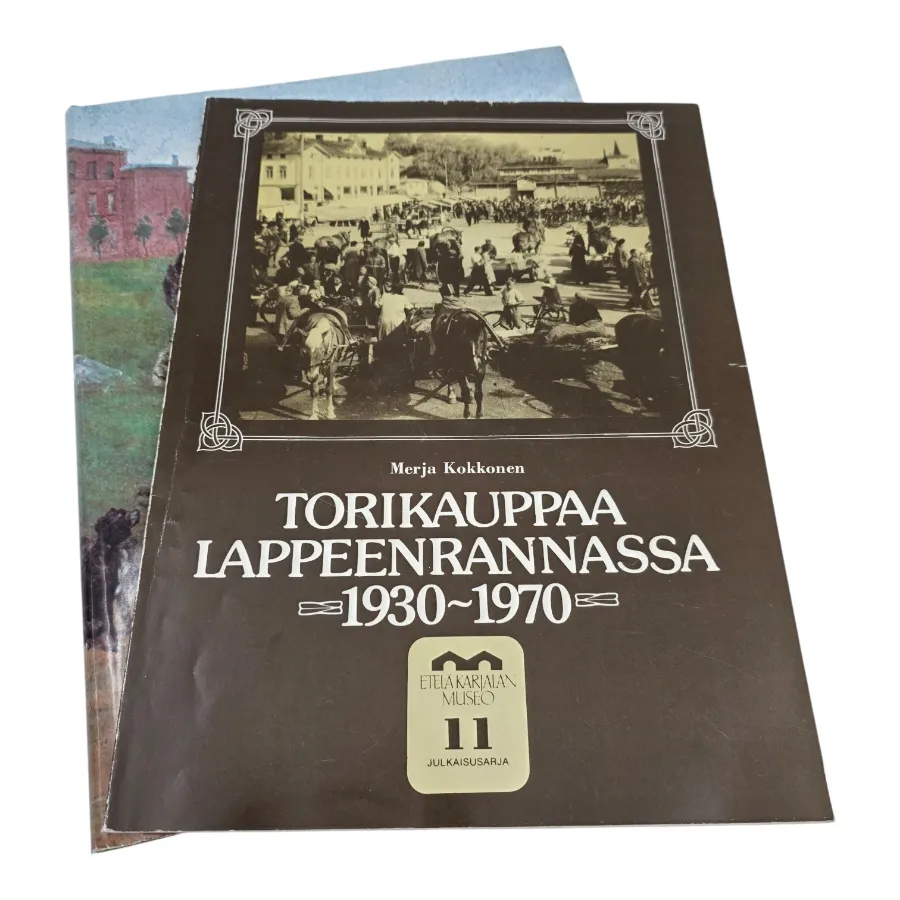 Merja Kokkonen
TORIKAUPPAA
LAPPEENRANNASSA
1930~1970
ETELÄ-KARJALAN
MUSEO
11
JULKAISUSARJA